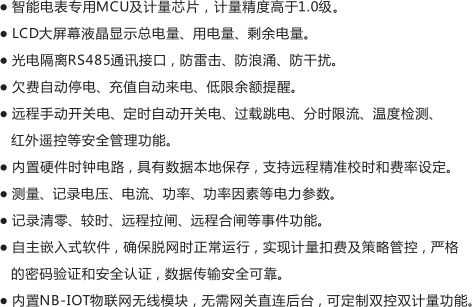 ● 智能电表专用MCU及计量芯片，计量精度高于1.0级。
● LCD大屏幕液晶显示总电量、用电量、剩余电量。
● 光电隔离RS485通讯接口，防雷击、防浪涌、防干扰。
● 欠费自动停电、充值自动来电、低限余额提醒。
● 远程手动开关电、定时自动开关电、过载跳电、分时限流、温度检测、
红外遥控等安全管理功能。
● 内置硬件时钟电路，具有数据本地保存，支持远程精准校时和费率设定。
● 测量、记录电压、电流、功率、功率因素等电力参数。
● 记录清零、较时、远程拉闸、远程合闸等事件功能。
● 自主嵌入式软件，确保脱网时正常运行，实现计量扣费及策略管控，严格
的密码验证和安全认证，数据传输安全可靠。
● 内置NB-IOT物联网无线模块，无需网关直连后台，可定制双控双计量功能。